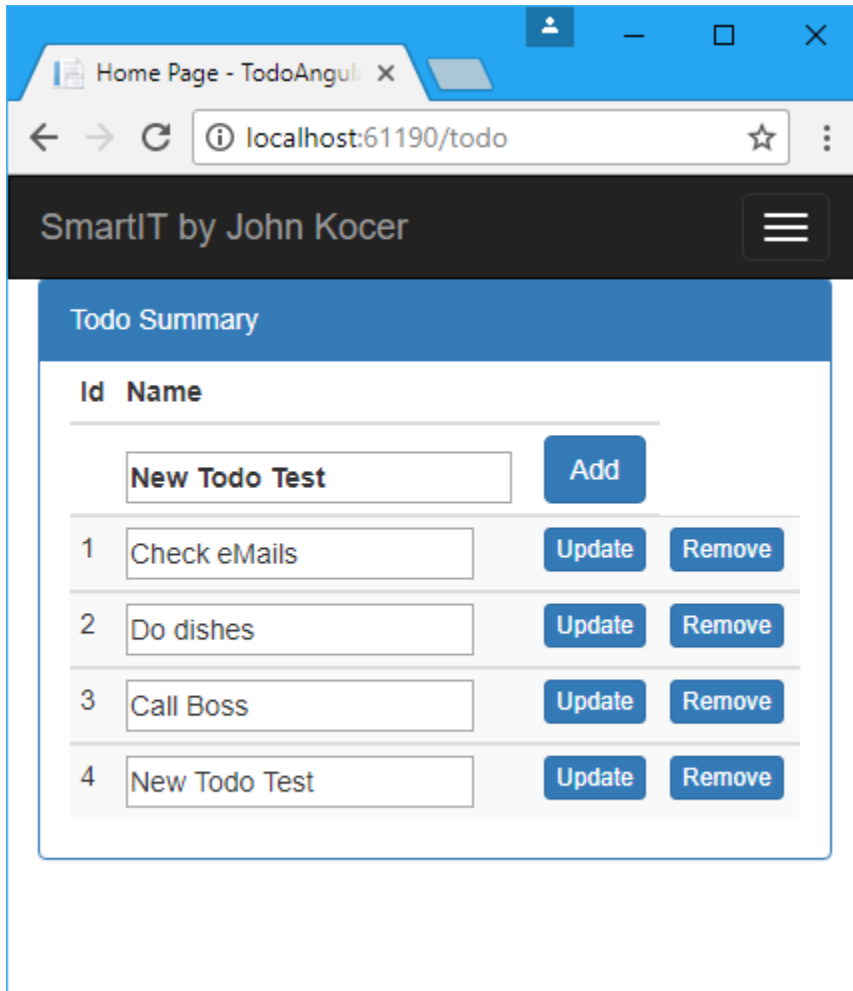 Home Page - TodoAngul
localhost:61190/todo
SmartIT by John Kocer
Todo Summary
Id Name
New Todo Test Add
1 Check eMails Update Remove
2 Do dishes Update Remove
3 Call Boss Update Remove
4 New Todo Test Update Remove